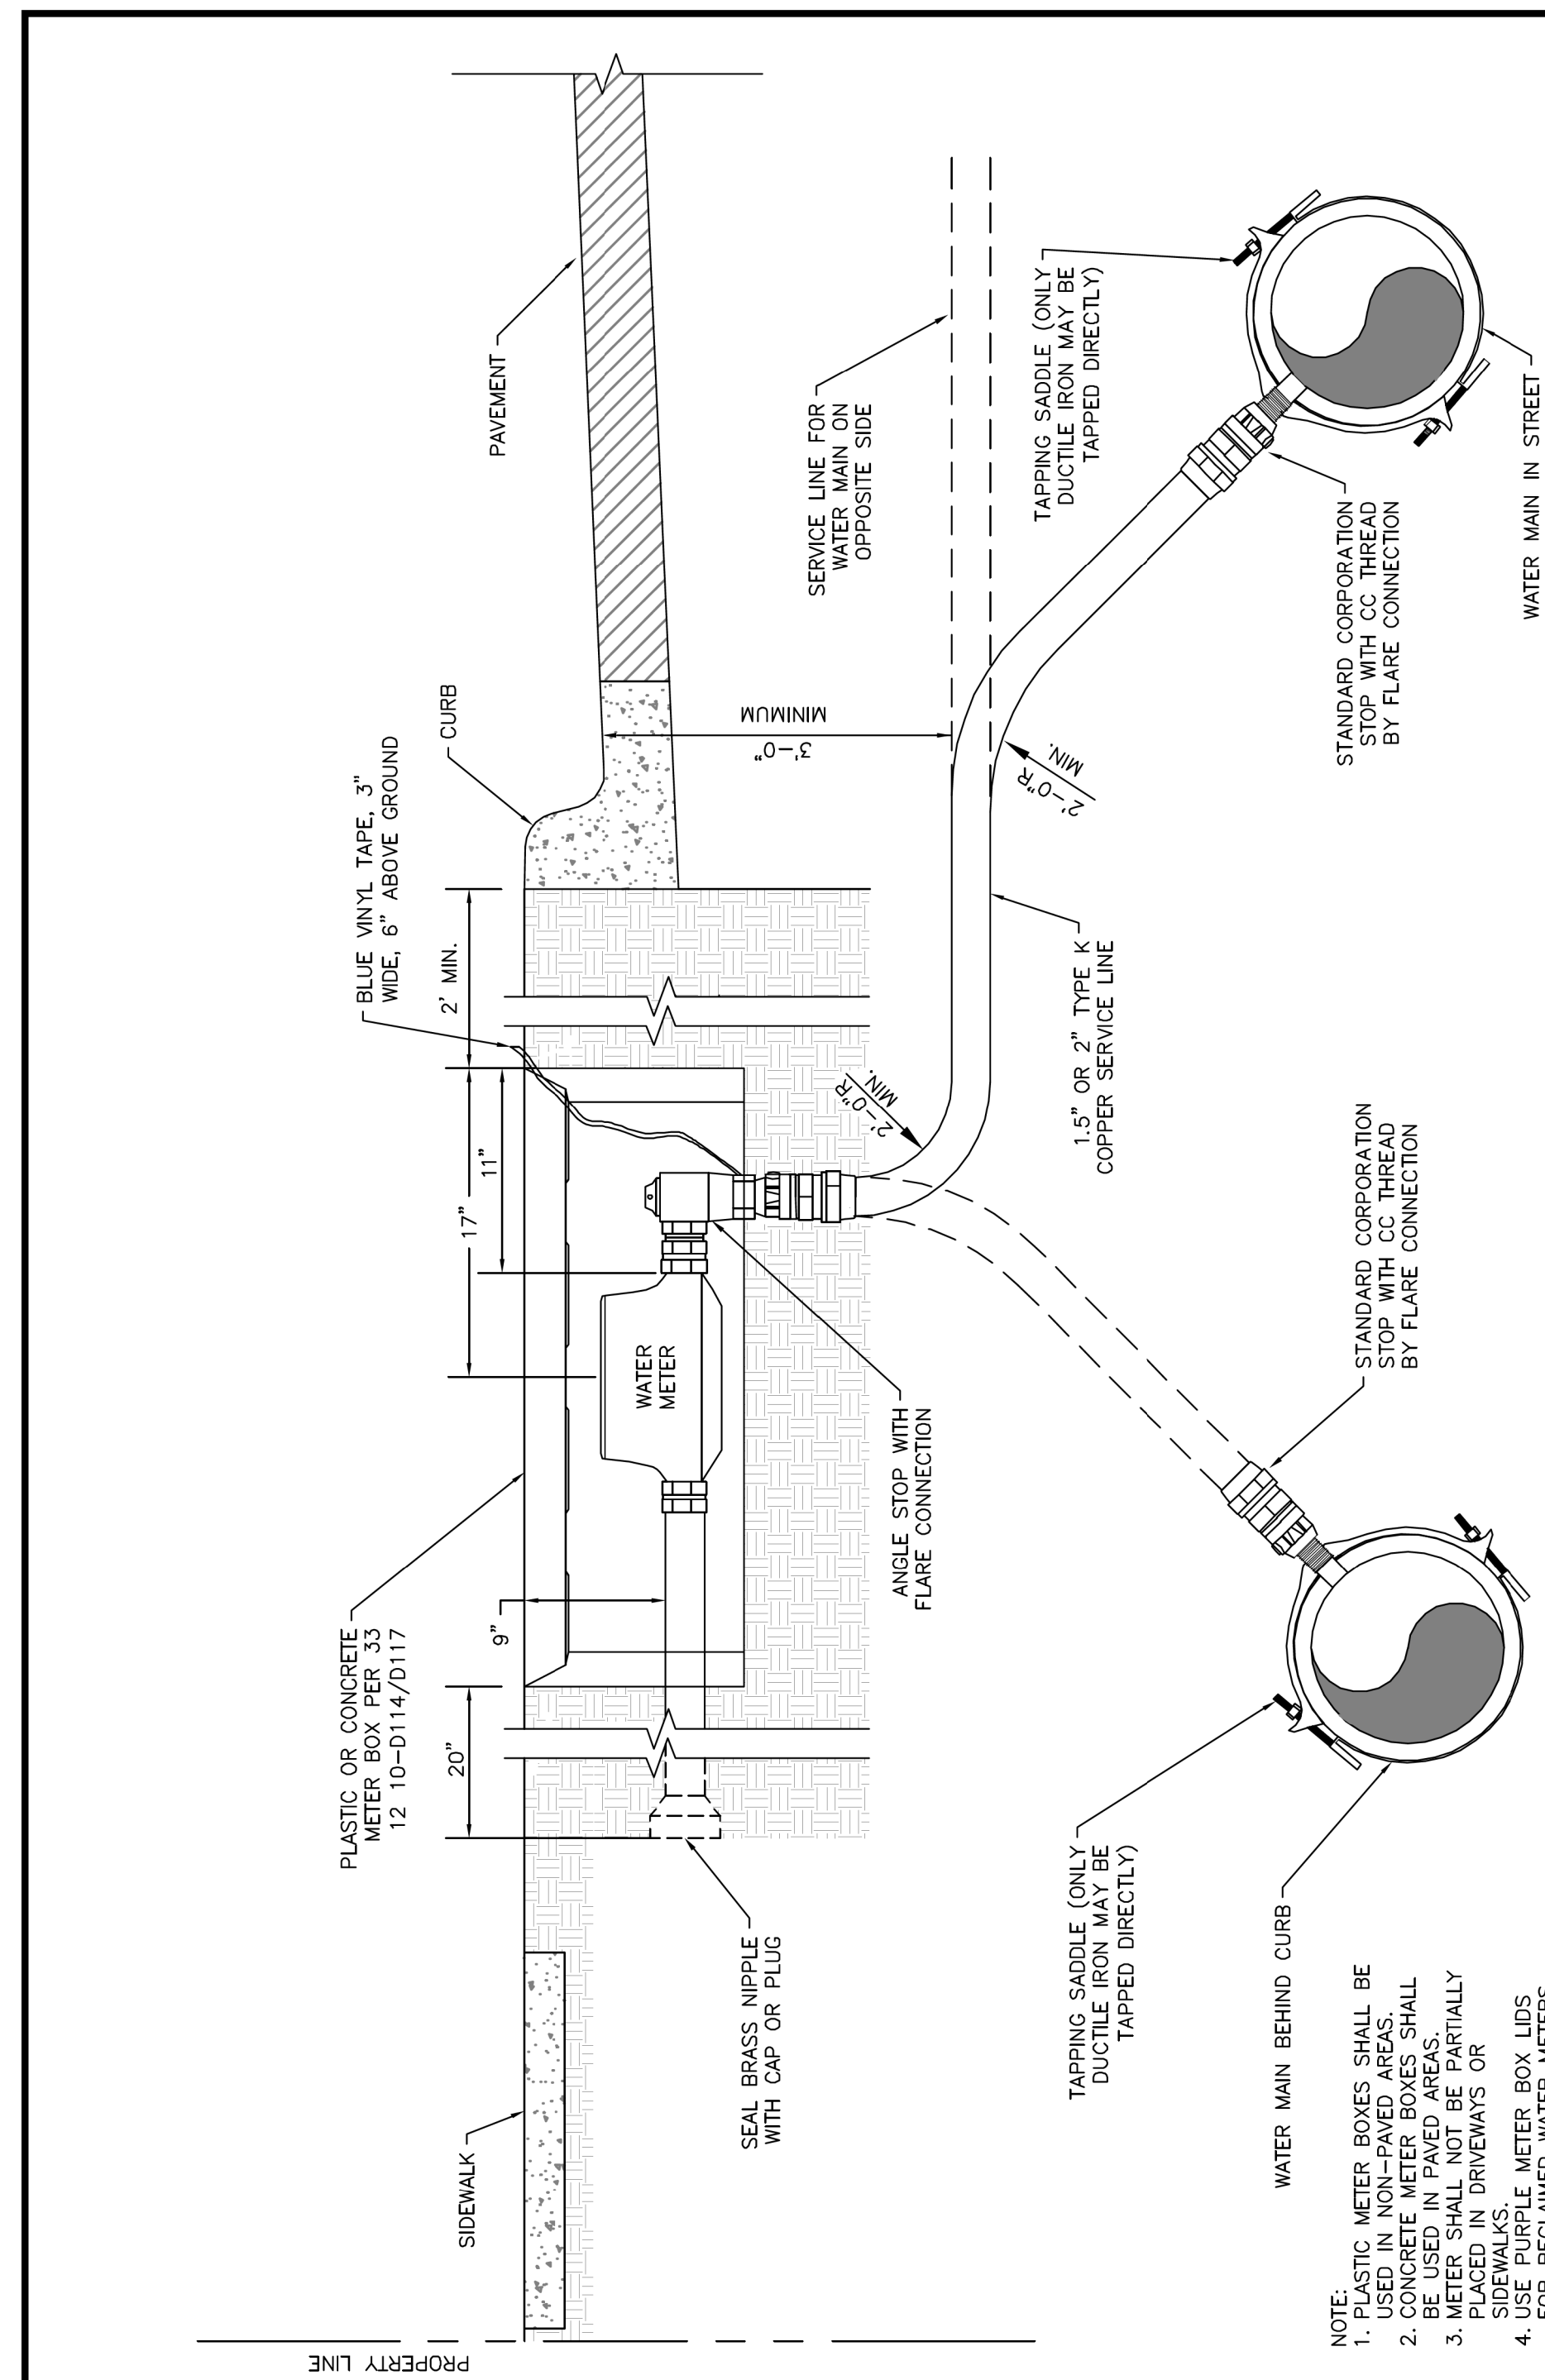 PAVEMENT
CURB
BLUE VINYL TAPE, 3"
WIDE, 6" ABOVE GROUND
2' MIN.
17"
11"
PLASTIC OR CONCRETE
METER BOX PER 33
12 10-D114/D117
9"
20"
SIDEWALK
PROPERTY LINE
WATER
METER
3'-0"
MINIMUM
SERVICE LINE FOR
WATER MAIN ON
OPPOSITE SIDE
TAPPING SADDLE (ONLY
DUCTILE IRON MAY BE
TAPPED DIRECTLY)
2'-0"R
MIN.
2'-0"R
MIN.
1.5" OR 2" TYPE K
COPPER SERVICE LINE
ANGLE STOP WITH
FLARE CONNECTION
SEAL BRASS NIPPLE
WITH CAP OR PLUG
STANDARD CORPORATION
STOP WITH CC THREAD
BY FLARE CONNECTION
WATER MAIN IN STREET
STANDARD CORPORATION
STOP WITH CC THREAD
BY FLARE CONNECTION
TAPPING SADDLE (ONLY
DUCTILE IRON MAY BE
TAPPED DIRECTLY)
WATER MAIN BEHIND CURB
NOTE:
1. PLASTIC METER BOXES SHALL BE
USED IN NON-PAVED AREAS.
2. CONCRETE METER BOXES SHALL
BE USED IN PAVED AREAS.
3. METER SHALL NOT BE PARTIALLY
PLACED IN DRIVEWAYS OR
SIDEWALKS.
4. USE PURPLE METER BOX LIDS
FOR RECLAIMED WATER METERS